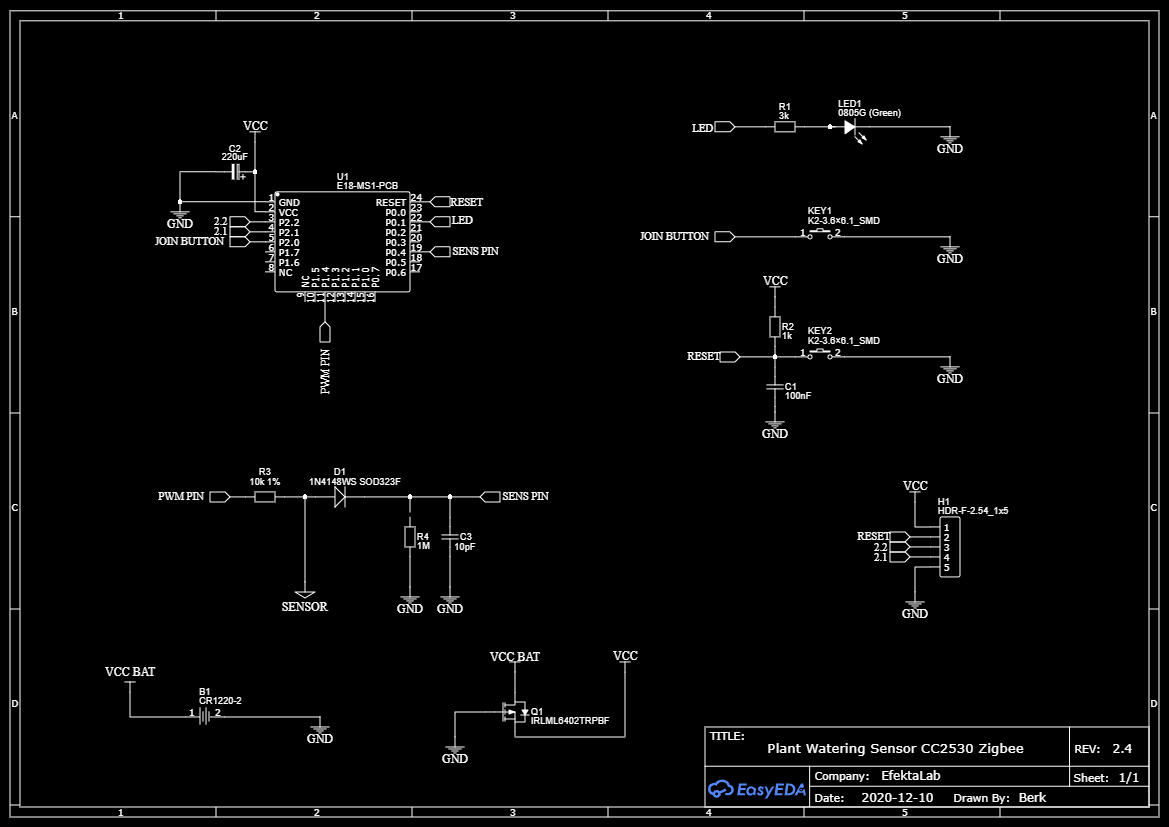 1 2 3 4 5
A A
B B
C C
D D
VCC
C2
220uF
+
GND
U1
E18-MS1-PCB
1 GND
2 VCC
2.2 3 P2.2
2.1 4 P2.1
JOIN BUTTON 5 P2.0
6 P1.7
7 P1.6
8 NC
RESET 24 RESET
P0.0 23
P0.1 22 LED
P0.2 21
P0.3 20
P0.4 19 SENS PIN
P0.5 18
P0.6 17
NC P1.5 P1.4 P1.3 P1.2 P1.1 P1.0 P0.7
9 10 11 12 13 14 15 16
PWM PIN
LED
R1
3k
LED1
0805G (Green)
GND
JOIN BUTTON
KEY1
K2-3.6×6.1_SMD
1 2
GND
VCC
R2
1k
RESET
KEY2
K2-3.6×6.1_SMD
1 2
GND
C1
100nF
GND
PWM PIN
R3
10k 1%
D1
1N4148WS SOD323F
SENS PIN
R4
1M
C3
10pF
SENSOR
GND
GND
VCC
H1
HDR-F-2.54_1x5
1
RESET 2
2.2 3
2.1 4
5
GND
VCC BAT
B1
CR1220-2
1 2
GND
VCC BAT
VCC
Q1
IRLML6402TRPBF
GND
TITLE:
Plant Watering Sensor CC2530 Zigbee
REV: 2.4
EasyEDA
Company: EfektaLab
Sheet: 1/1
Date: 2020-12-10 Drawn By: Berk
1 2 3 4 5